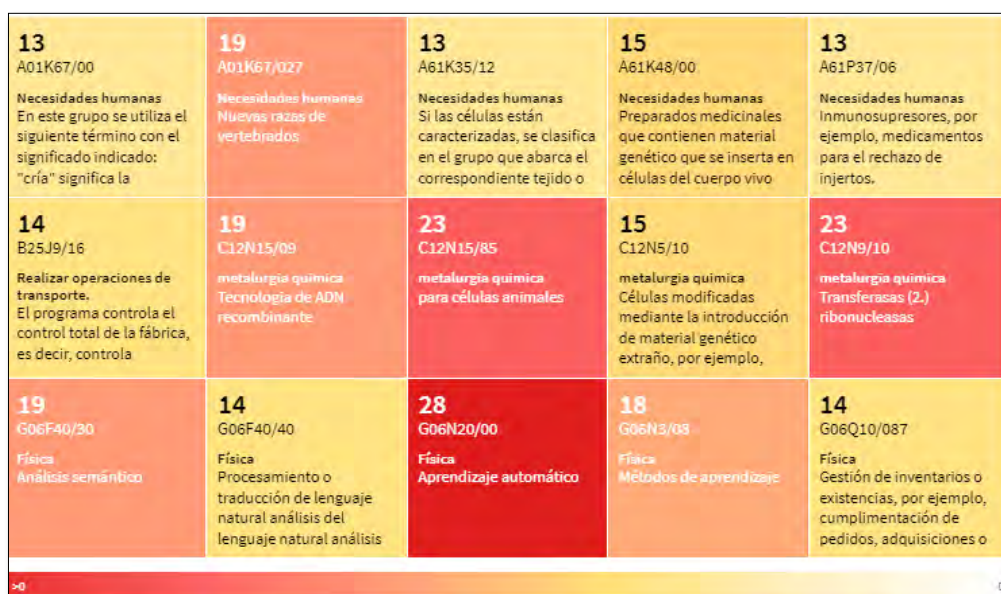 13
A01K67/00
Necesidades humanas
En este grupo se utiliza el
siguiente término con el
significado indicado:
"cría" significa la
19
A01K67/027
Necesidades humanas
Nuevas razas de
vertebrados
13
A61K35/12
Necesidades humanas
Si las células están
caracterizadas, se clasifica
en el grupo que abarca el
correspondiente tejido o
15
A61K48/00
Necesidades humanas
Preparados medicinales
que contienen material
genético que se inserta en
células del cuerpo vivo
13
A61P37/06
Necesidades humanas
Inmunosupresores, por
ejemplo, medicamentos
para el rechazo de
injertos.
14
B25J9/16
Realizar operaciones de
transporte.
El programa controla el
control total de la fábrica,
es decir, controla
19
C12N15/09
metalurgia quimica
Tecnología de ADN
recombinante
23
C12N15/85
metalurgia quimica
para células animales
15
C12N5/10
metalurgia quimica
Células modificadas
mediante la introducción
de material genético
extraño, por ejemplo,
23
C12N9/10
metalurgia quimica
Transferasas (2.)
ribonucleasas
19
G06F40/30
Física
Análisis semántico
14
G06F40/40
Física
Procesamiento o
traducción de lenguaje
natural análisis del
lenguaje natural análisis
28
G06N20/00
Física
Aprendizaje automático
18
G06N3/08
Física
Métodos de aprendizaje
14
G06Q10/087
Física
Gestión de inventarios o
existencias, por ejemplo,
cumplimentación de
pedidos, adquisiciones o
>0